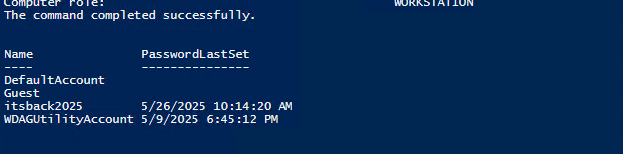 Computer role: WORKSTATION
The command completed successfully.
Name PasswordLastSet
---- ---------------
DefaultAccount
Guest
itsback2025 5/26/2025 10:14:20 AM
WDAGUtilityAccount 5/9/2025 6:45:12 PM